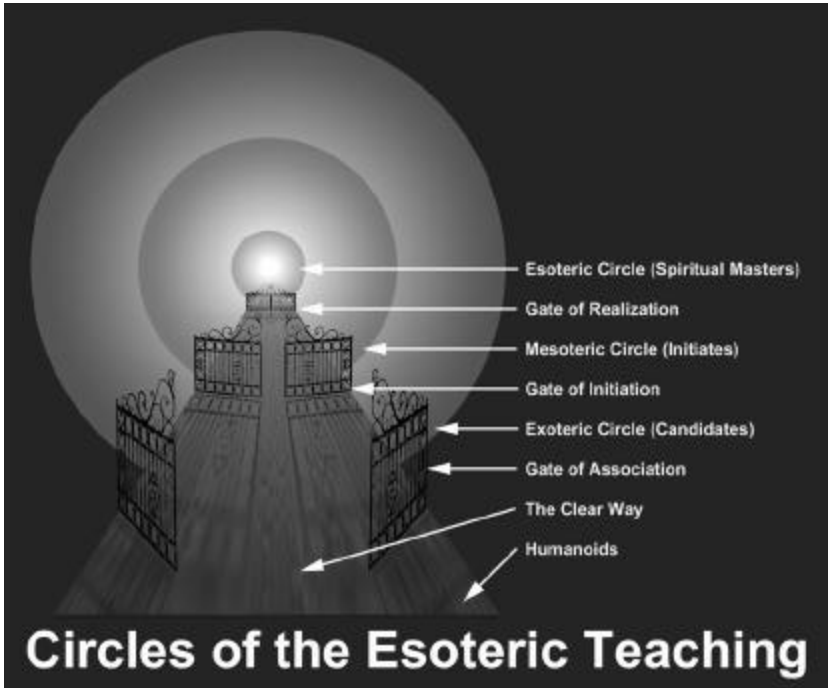 Esoteric Circle (Spiritual Masters)
Gate of Realization
Mesoteric Circle (Initiates)
Gate of Initiation
Exoteric Circle (Candidates)
Gate of Association
The Clear Way
Humanoids
Circles of the Esoteric Teaching